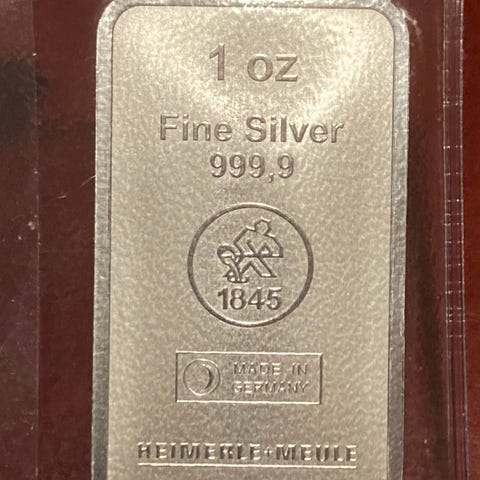 1 oz
Fine Silver
999,9
1845
MADE IN
GERMANY
HEIMERLE+MEULE